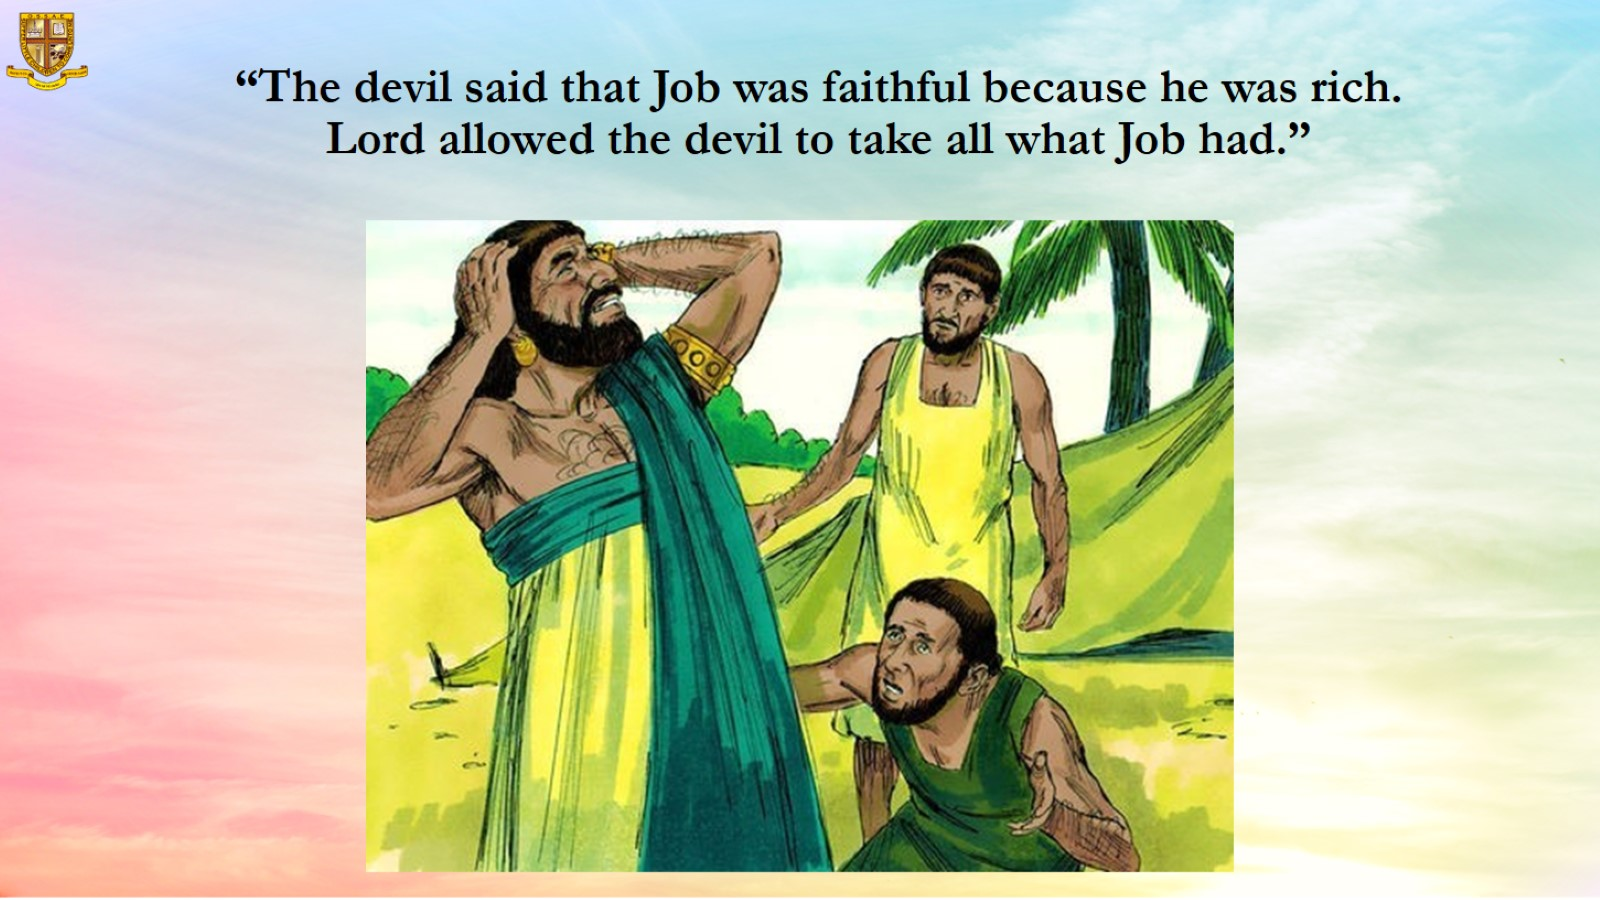 “The devil said that Job was faithful because he was rich.
Lord allowed the devil to take all what Job had.”